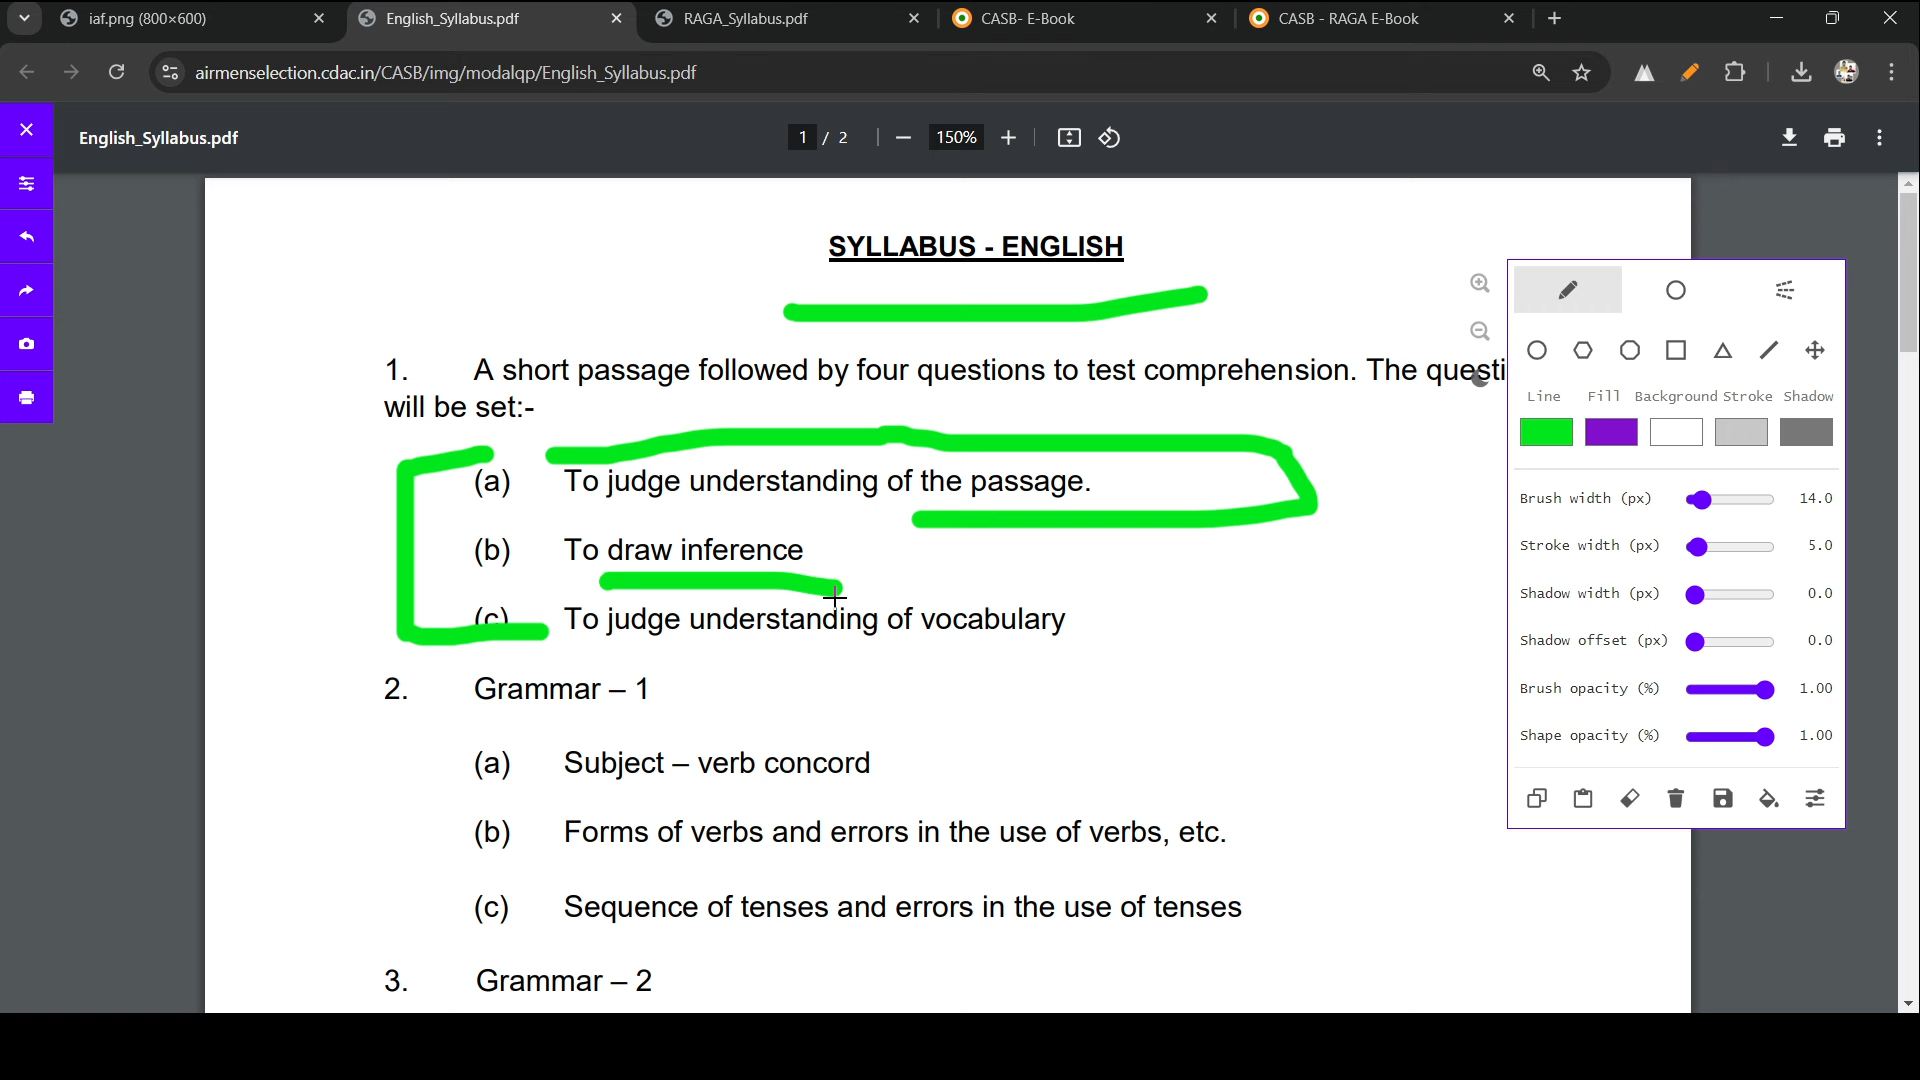 iaf.png (800×600)
English_Syllabus.pdf
RAGA_Syllabus.pdf
CASB- E-Book
CASB - RAGA E-Book
airmenselection.cdac.in/CASB/img/modalqp/English_Syllabus.pdf
English_Syllabus.pdf
1 / 2
150%
SYLLABUS - ENGLISH
1. A short passage followed by four questions to test comprehension. The questi
will be set:-
(a) To judge understanding of the passage.
(b) To draw inference
(c) To judge understanding of vocabulary
2. Grammar – 1
(a) Subject – verb concord
(b) Forms of verbs and errors in the use of verbs, etc.
(c) Sequence of tenses and errors in the use of tenses
3. Grammar – 2
Line Fill Background Stroke Shadow
Brush width (px) 14.0
Stroke width (px) 5.0
Shadow width (px) 0.0
Shadow offset (px) 0.0
Brush opacity (%) 1.00
Shape opacity (%) 1.00